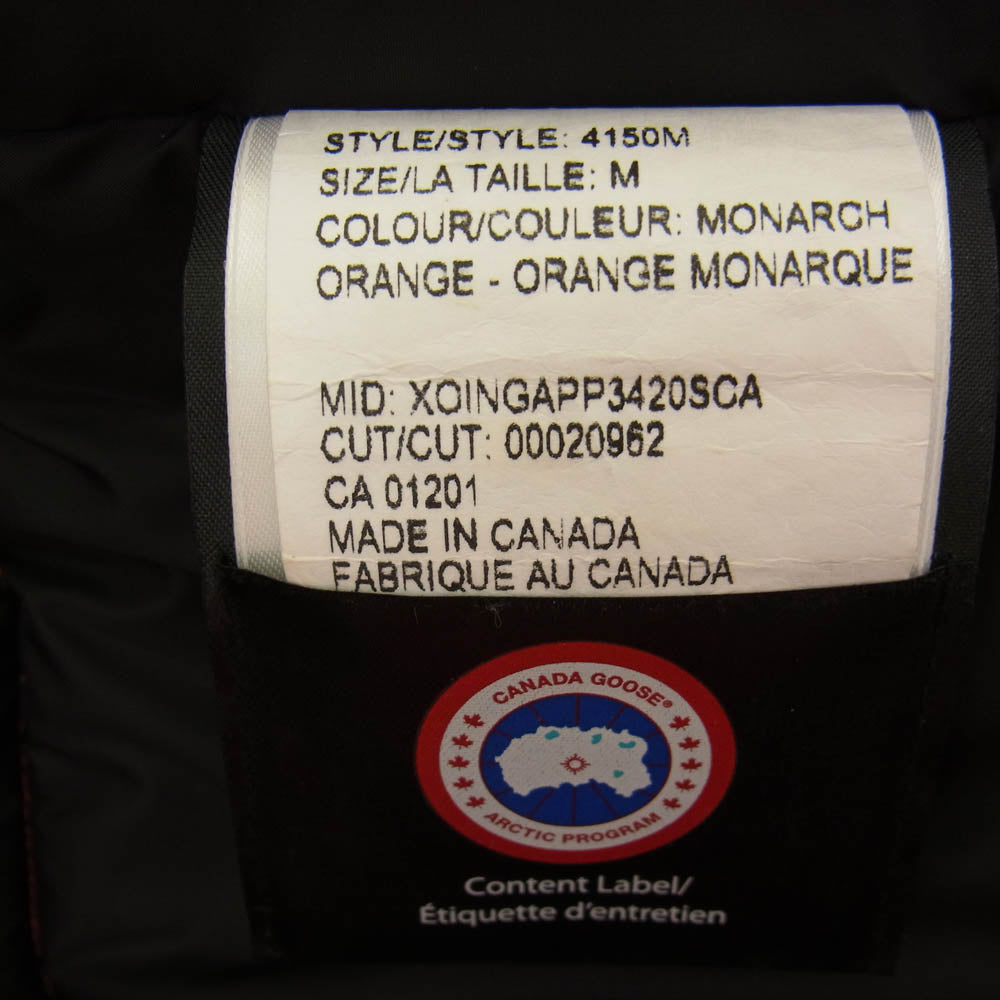 STYLE/STYLE: 4150M
SIZE/LA TAILLE: M
COLOUR/COULEUR: MONARCH
ORANGE - ORANGE MONARQUE
MID: XOINGAPP3420SCA
CUT/CUT: 00020962
CA 01201
MADE IN CANADA
FABRIQUE AU CANADA
CANADA GOOSE®
ARCTIC PROGRAM
Content Label/
Étiquette d'entretien